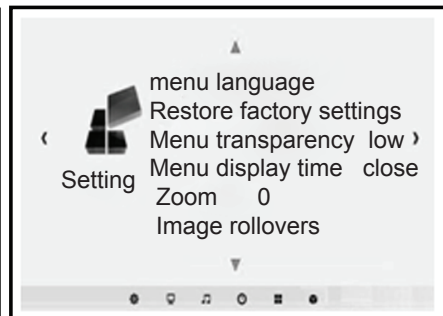 menu language
Restore factory settings
Menu transparency low
Setting
Menu display time close
Zoom 0
Image rollovers